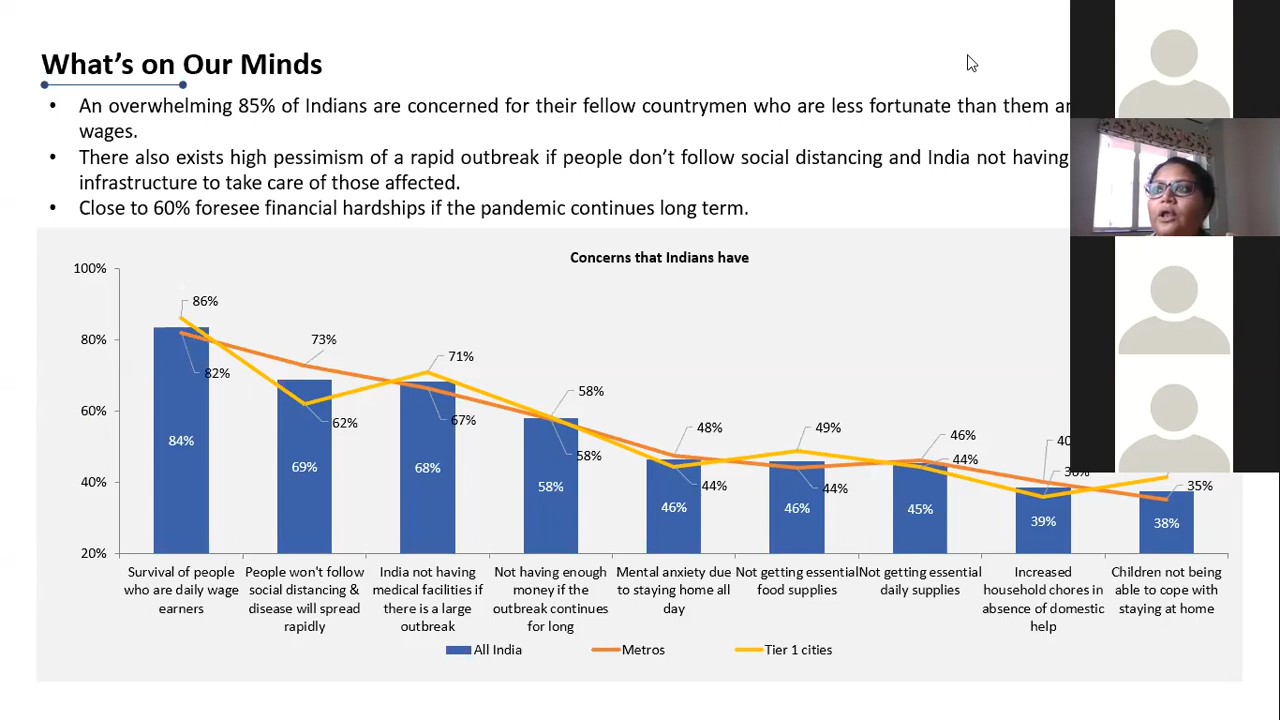 What's on Our Minds
• An overwhelming 85% of Indians are concerned for their fellow countrymen who are less fortunate than them
wages.
• There also exists high pessimism of a rapid outbreak if people don't follow social distancing and India not having
infrastructure to take care of those affected.
• Close to 60% foresee financial hardships if the pandemic continues long term.
Concerns that Indians have
100%
80%
60%
40%
20%
86%
82%
84%
73%
62%
69%
71%
67%
68%
58%
58%
58%
48%
44%
46%
49%
44%
46%
46%
44%
45%
39%
35%
38%
Survival of people
who are daily wage
earners
People won't follow
social distancing &
disease will spread
rapidly
India not having
medical facilities if
there is a large
outbreak
Not having enough
money if the
outbreak continues
for long
Mental anxiety due
to staying home all
day
Not getting essential
food supplies
Not getting essential
daily supplies
Increased
household chores in
absence of domestic
help
Children not being
able to cope with
staying at home
All India
Metros
Tier 1 cities